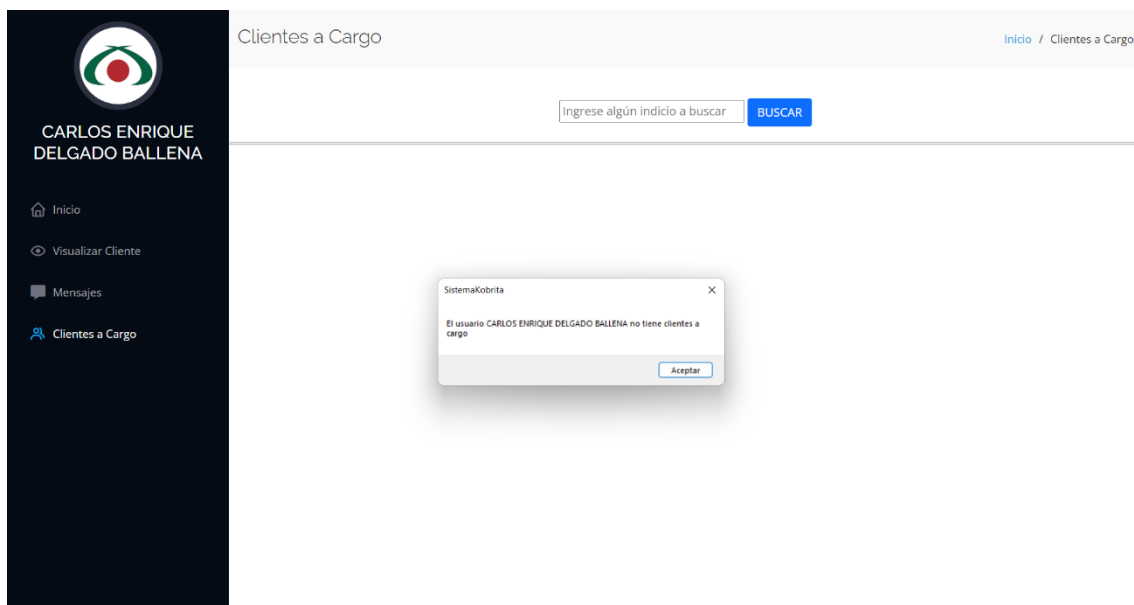 CARLOS ENRIQUE
DELGADO BALLENA
Inicio
Visualizar Cliente
Mensajes
Clientes a Cargo
Clientes a Cargo
Inicio / Clientes a Cargo
Ingrese algún indicio a buscar
BUSCAR
SistemaKobrita
El usuario CARLOS ENRIQUE DELGADO BALLENA no tiene clientes a
cargo
Aceptar